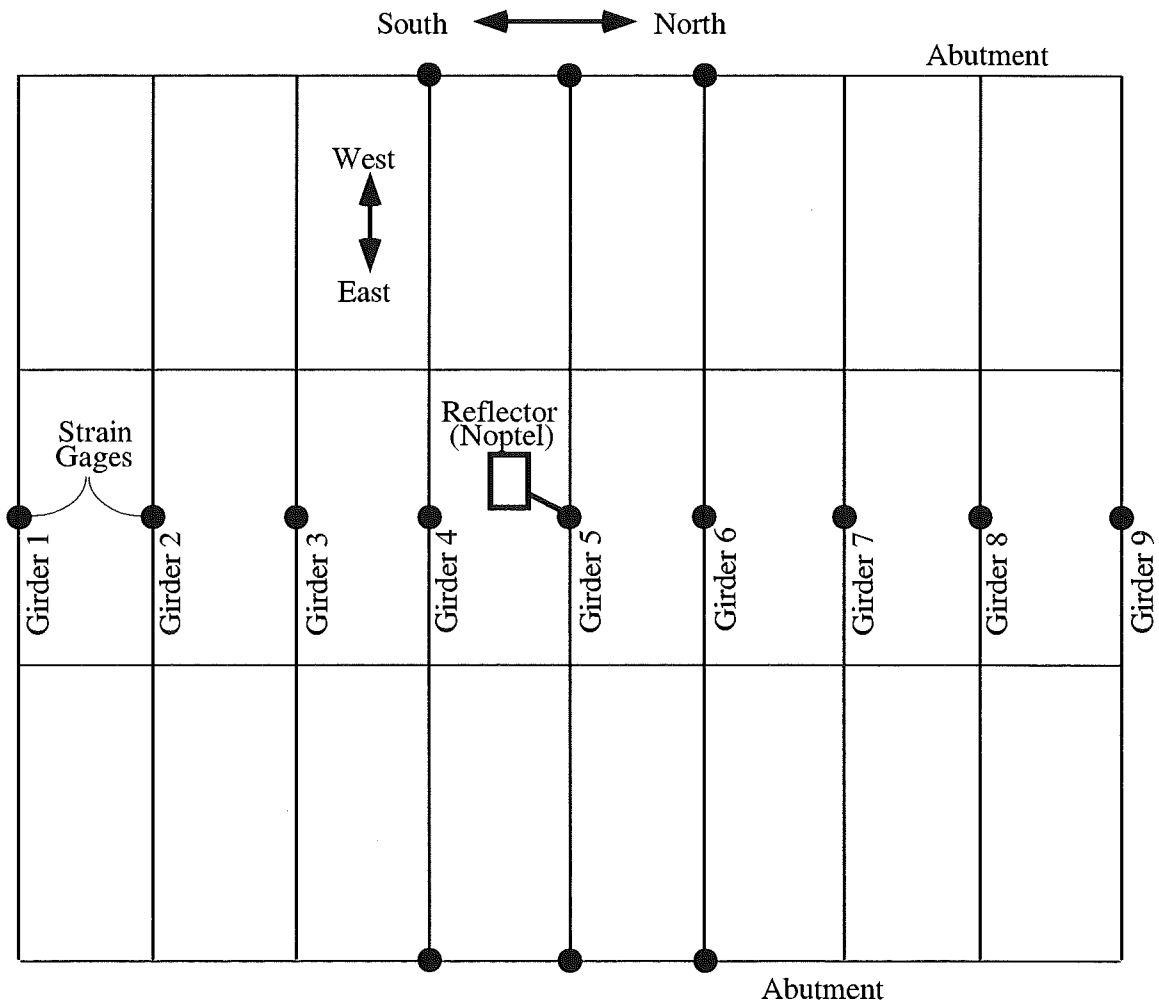 South North
Abutment
West
East
Reflector
(Noptel)
Strain
Gages
Girder 1
Girder 2
Girder 3
Girder 4
Girder 5
Girder 6
Girder 7
Girder 8
Girder 9
Abutment